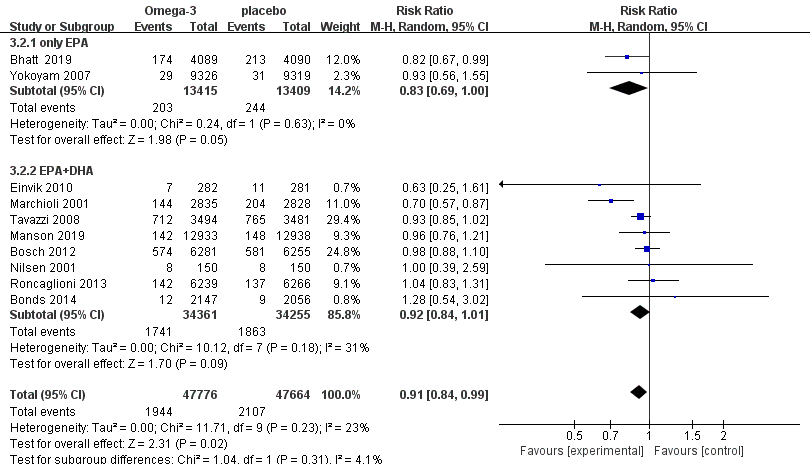 Omega-3 placebo Risk Ratio Risk Ratio
Study or Subgroup Events Total Events Total Weight M-H, Random, 95% CI M-H, Random, 95% CI
3.2.1 only EPA
Bhatt 2019 174 4089 213 4090 12.0% 0.82 [0.67, 0.99]
Yokoyam 2007 29 9326 31 9319 2.3% 0.93 [0.56, 1.55]
Subtotal (95% CI) 13415 13409 14.2% 0.83 [0.69, 1.00]
Total events 203 244
Heterogeneity: Tau² = 0.00; Chi² = 0.24, df = 1 (P = 0.63); I² = 0%
Test for overall effect: Z = 1.98 (P = 0.05)
3.2.2 EPA+DHA
Einvik 2010 7 282 11 281 0.7% 0.63 [0.25, 1.61]
Marchioli 2001 144 2835 204 2828 11.0% 0.70 [0.57, 0.87]
Tavazzi 2008 712 3494 765 3481 29.4% 0.93 [0.85, 1.02]
Manson 2019 142 12933 148 12938 9.3% 0.96 [0.76, 1.21]
Bosch 2012 574 6281 581 6255 24.8% 0.98 [0.88, 1.10]
Nilsen 2001 8 150 8 150 0.7% 1.00 [0.39, 2.59]
Roncaglioni 2013 142 6239 137 6266 9.1% 1.04 [0.83, 1.31]
Bonds 2014 12 2147 9 2056 0.8% 1.28 [0.54, 3.02]
Subtotal (95% CI) 34361 34255 85.8% 0.92 [0.84, 1.01]
Total events 1741 1863
Heterogeneity: Tau² = 0.00; Chi² = 10.12, df = 7 (P = 0.18); I² = 31%
Test for overall effect: Z = 1.70 (P = 0.09)
Total (95% CI) 47776 47664 100.0% 0.91 [0.84, 0.99]
Total events 1944 2107
Heterogeneity: Tau² = 0.00; Chi² = 11.71, df = 9 (P = 0.23); I² = 23%
Test for overall effect: Z = 2.31 (P = 0.02)
Test for subgroup differences: Chi² = 1.04, df = 1 (P = 0.31), I² = 4.1%
0.5 0.7 1 1.5 2
Favours [experimental] Favours [control]